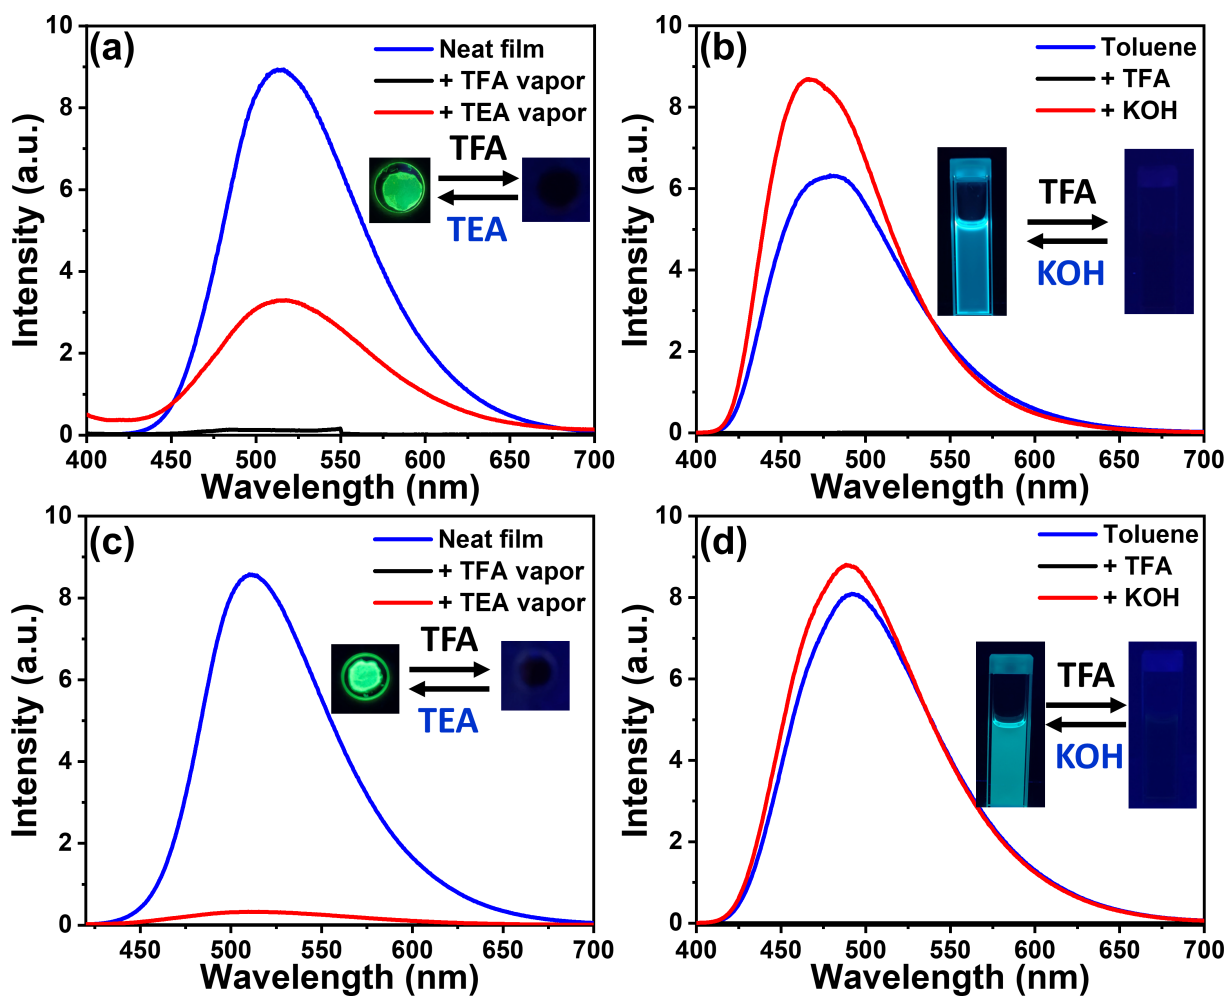 (a)
Neat film
+ TFA vapor
+ TEA vapor
TFA
TEA
10
8
6
4
2
0
400 450 500 550 600 650 700
Intensity (a.u.)
Wavelength (nm)
(b)
Toluene
+ TFA
+ KOH
TFA
KOH
10
8
6
4
2
0
400 450 500 550 600 650 700
Intensity (a.u.)
Wavelength (nm)
(c)
Neat film
+ TFA vapor
+ TEA vapor
TFA
TEA
10
8
6
4
2
0
450 500 550 600 650 700
Intensity (a.u.)
Wavelength (nm)
(d)
Toluene
+ TFA
+ KOH
TFA
KOH
10
8
6
4
2
0
400 450 500 550 600 650 700
Intensity (a.u.)
Wavelength (nm)